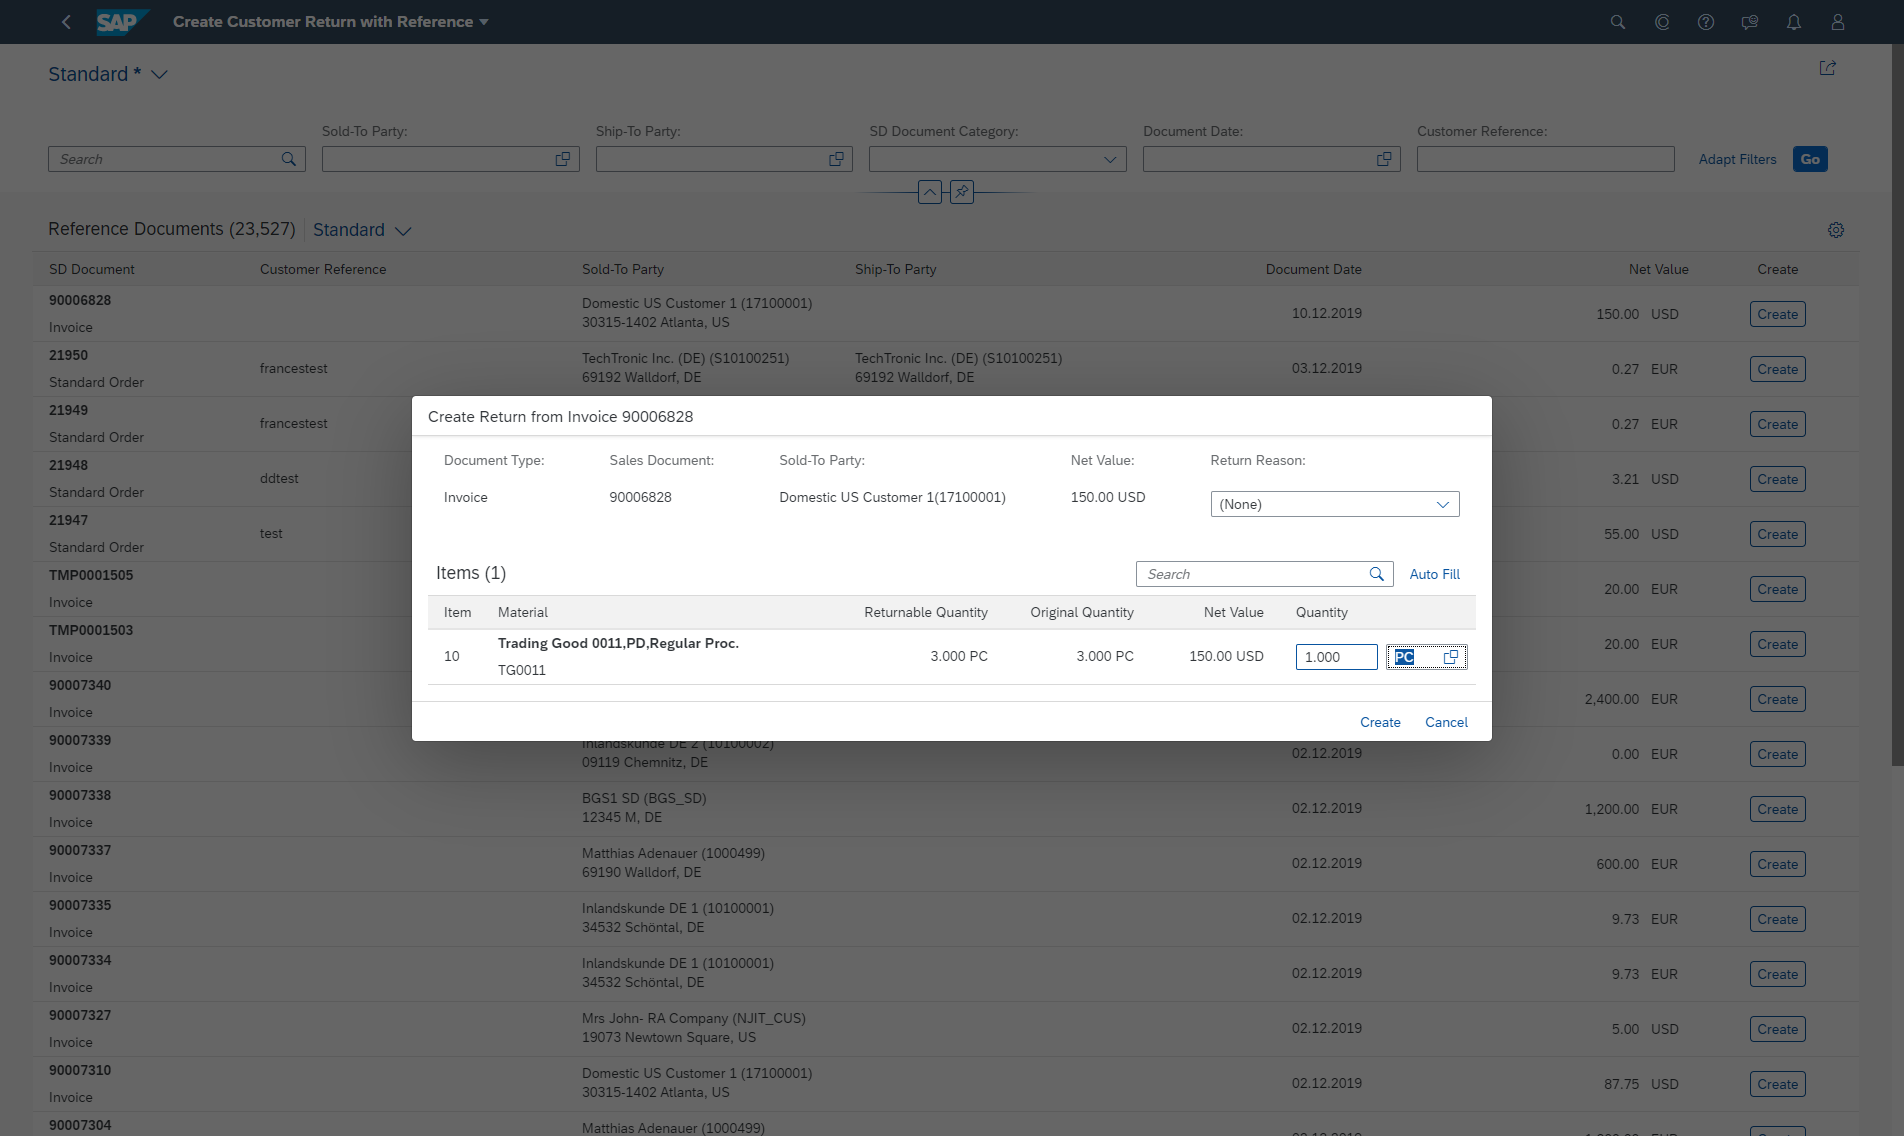 SAP Create Customer Return with Reference
Standard *
Sold-To Party: Ship-To Party: SD Document Category: Document Date: Customer Reference:
Search Adapt Filters Go
Reference Documents (23,527) Standard
SD Document Customer Reference Sold-To Party Ship-To Party Document Date Net Value Create
90006828
Invoice
Domestic US Customer 1 (17100001)
30315-1402 Atlanta, US
10.12.2019 150.00 USD Create
21950
Standard Order
francestest
TechTronic Inc. (DE) (S10100251)
69192 Walldorf, DE
TechTronic Inc. (DE) (S10100251)
69192 Walldorf, DE
03.12.2019 0.27 EUR Create
21949
Standard Order
francestest 0.27 EUR Create
21948
Standard Order
ddtest 3.21 USD Create
21947
Standard Order
test 55.00 USD Create
TMP0001505
Invoice
20.00 EUR Create
TMP0001503
Invoice
20.00 EUR Create
90007340
Invoice
2,400.00 EUR Create
Create Return from Invoice 90006828
Document Type: Sales Document: Sold-To Party: Net Value: Return Reason:
Invoice 90006828 Domestic US Customer 1(17100001) 150.00 USD (None)
Items (1) Search Auto Fill
Item Material Returnable Quantity Original Quantity Net Value Quantity
10
Trading Good 0011,PD,Regular Proc.
TG0011
3.000 PC 3.000 PC 150.00 USD 1.000 PC
Create Cancel
90007339
Invoice
Inlandskunde DE 2 (10100002)
09119 Chemnitz, DE
02.12.2019 0.00 EUR Create
90007338
Invoice
BGS1 SD (BGS_SD)
12345 M, DE
02.12.2019 1,200.00 EUR Create
90007337
Invoice
Matthias Adenauer (1000499)
69190 Walldorf, DE
02.12.2019 600.00 EUR Create
90007335
Invoice
Inlandskunde DE 1 (10100001)
34532 Schöntal, DE
02.12.2019 9.73 EUR Create
90007334
Invoice
Inlandskunde DE 1 (10100001)
34532 Schöntal, DE
02.12.2019 9.73 EUR Create
90007327
Invoice
Mrs John- RA Company (NJIT_CUS)
19073 Newtown Square, US
02.12.2019 5.00 USD Create
90007310
Invoice
Domestic US Customer 1 (17100001)
30315-1402 Atlanta, US
02.12.2019 87.75 USD Create
90007304
Matthias Adenauer (1000499)